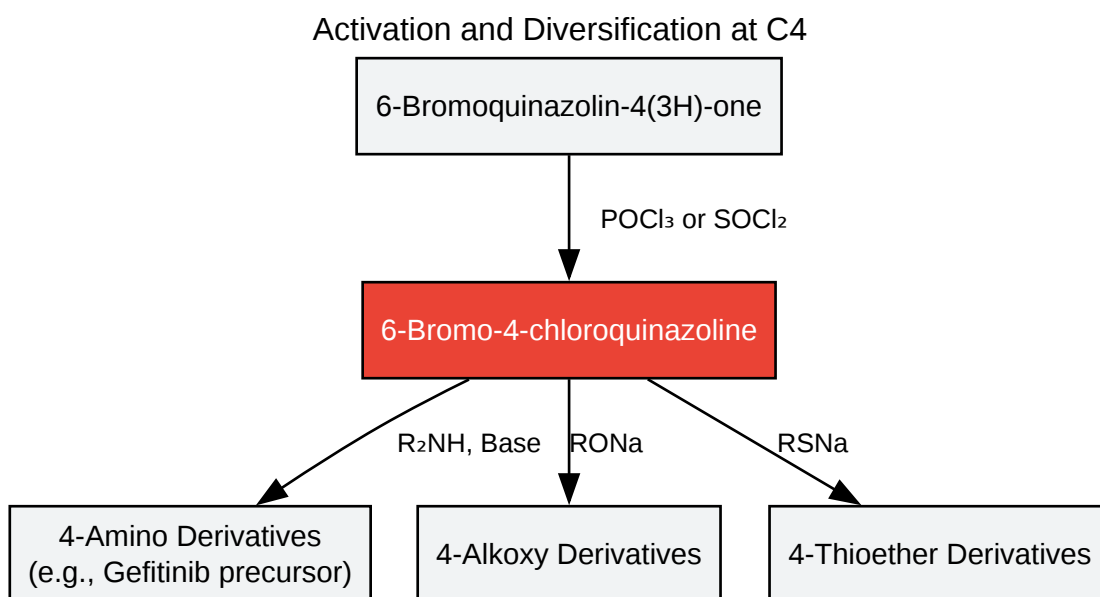 Activation and Diversification at C4
6-Bromoquinazolin-4(3H)-one
POCl₃ or SOCl₂
6-Bromo-4-chloroquinazoline
R₂NH, Base
RONa
RSNa
4-Amino Derivatives
(e.g., Gefitinib precursor)
4-Alkoxy Derivatives
4-Thioether Derivatives